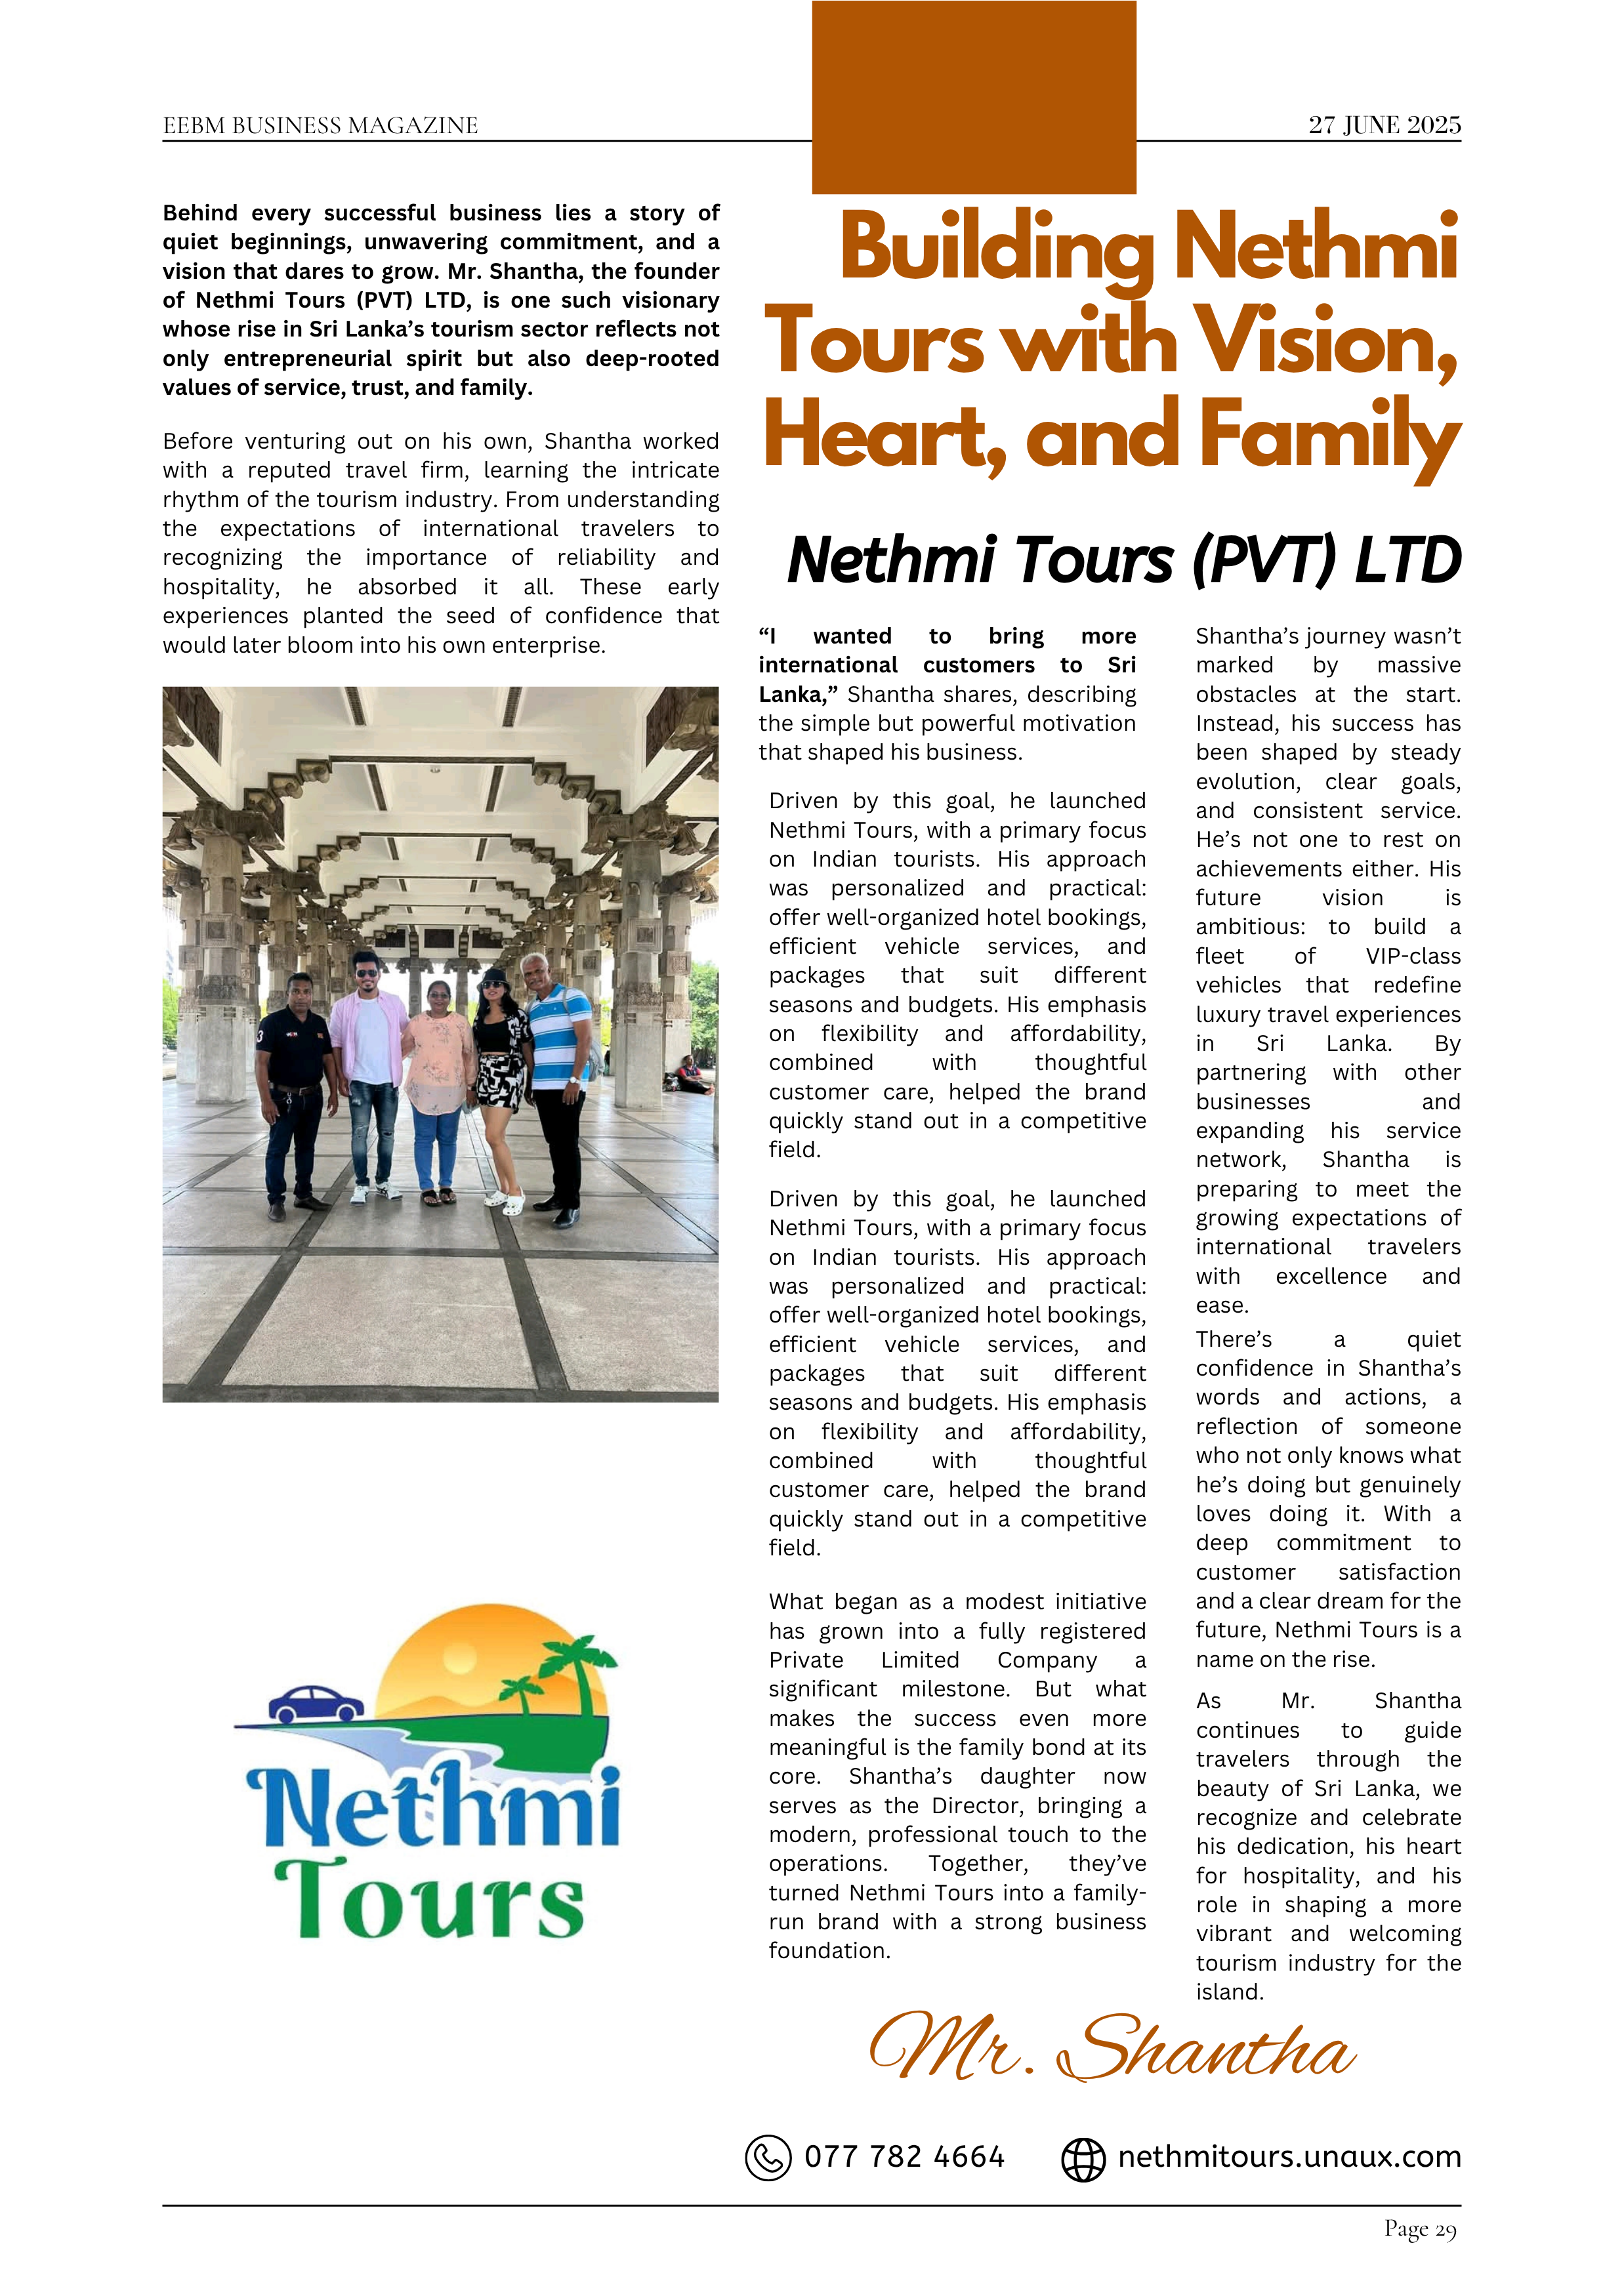 EEBM BUSINESS MAGAZINE
27 JUNE 2025
Behind every successful business lies a story of
quiet beginnings, unwavering commitment, and a
vision that dares to grow. Mr. Shantha, the founder
of Nethmi Tours (PVT) LTD, is one such visionary
whose rise in Sri Lanka’s tourism sector reflects not
only entrepreneurial spirit but also deep-rooted
values of service, trust, and family.
Before venturing out on his own, Shantha worked
with a reputed travel firm, learning the intricate
rhythm of the tourism industry. From understanding
the expectations of international travelers to
recognizing the importance of reliability and
hospitality, he absorbed it all. These early
experiences planted the seed of confidence that
would later bloom into his own enterprise.
Nethmi
Tours
Building Nethmi
Tours with Vision,
Heart, and Family
Nethmi Tours (PVT) LTD
“I wanted to bring more
international customers to Sri
Lanka,” Shantha shares, describing
the simple but powerful motivation
that shaped his business.
Driven by this goal, he launched
Nethmi Tours, with a primary focus
on Indian tourists. His approach
was personalized and practical:
offer well-organized hotel bookings,
efficient vehicle services, and
packages that suit different
seasons and budgets. His emphasis
on flexibility and affordability,
combined with thoughtful
customer care, helped the brand
quickly stand out in a competitive
field.
Driven by this goal, he launched
Nethmi Tours, with a primary focus
on Indian tourists. His approach
was personalized and practical:
offer well-organized hotel bookings,
efficient vehicle services, and
packages that suit different
seasons and budgets. His emphasis
on flexibility and affordability,
combined with thoughtful
customer care, helped the brand
quickly stand out in a competitive
field.
What began as a modest initiative
has grown into a fully registered
Private Limited Company a
significant milestone. But what
makes the success even more
meaningful is the family bond at its
core. Shantha’s daughter now
serves as the Director, bringing a
modern, professional touch to the
operations. Together, they’ve
turned Nethmi Tours into a family-
run brand with a strong business
foundation.
Shantha’s journey wasn’t
marked by massive
obstacles at the start.
Instead, his success has
been shaped by steady
evolution, clear goals,
and consistent service.
He’s not one to rest on
achievements either. His
future vision is
ambitious: to build a
fleet of VIP-class
vehicles that redefine
luxury travel experiences
in Sri Lanka. By
partnering with other
businesses and
expanding his service
network, Shantha is
preparing to meet the
growing expectations of
international travelers
with excellence and
ease.
There’s a quiet
confidence in Shantha’s
words and actions, a
reflection of someone
who not only knows what
he’s doing but genuinely
loves doing it. With a
deep commitment to
customer satisfaction
and a clear dream for the
future, Nethmi Tours is a
name on the rise.
As Mr. Shantha
continues to guide
travelers through the
beauty of Sri Lanka, we
recognize and celebrate
his dedication, his heart
for hospitality, and his
role in shaping a more
vibrant and welcoming
tourism industry for the
island.
Mr. Shantha
077 782 4664
nethmitours.unaux.com
Page 29